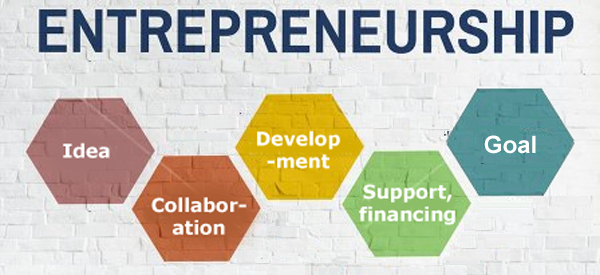 ENTREPRENEURSHIP
Idea
Collabor-
ation
Develop
-ment
Support,
financing
Goal